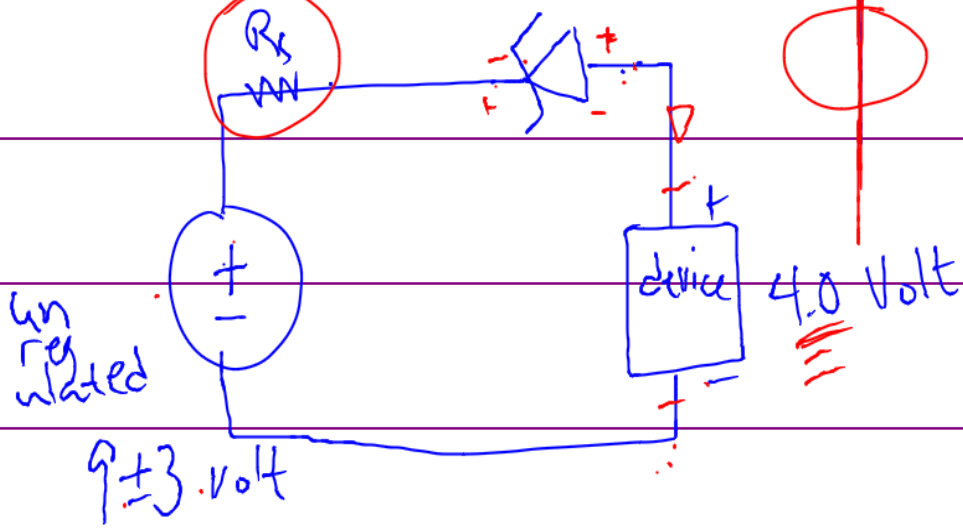 Rs
+
-
+
-
+
-
+
device
4.0 Volt
-
un
reg
ulated
9±3.volt